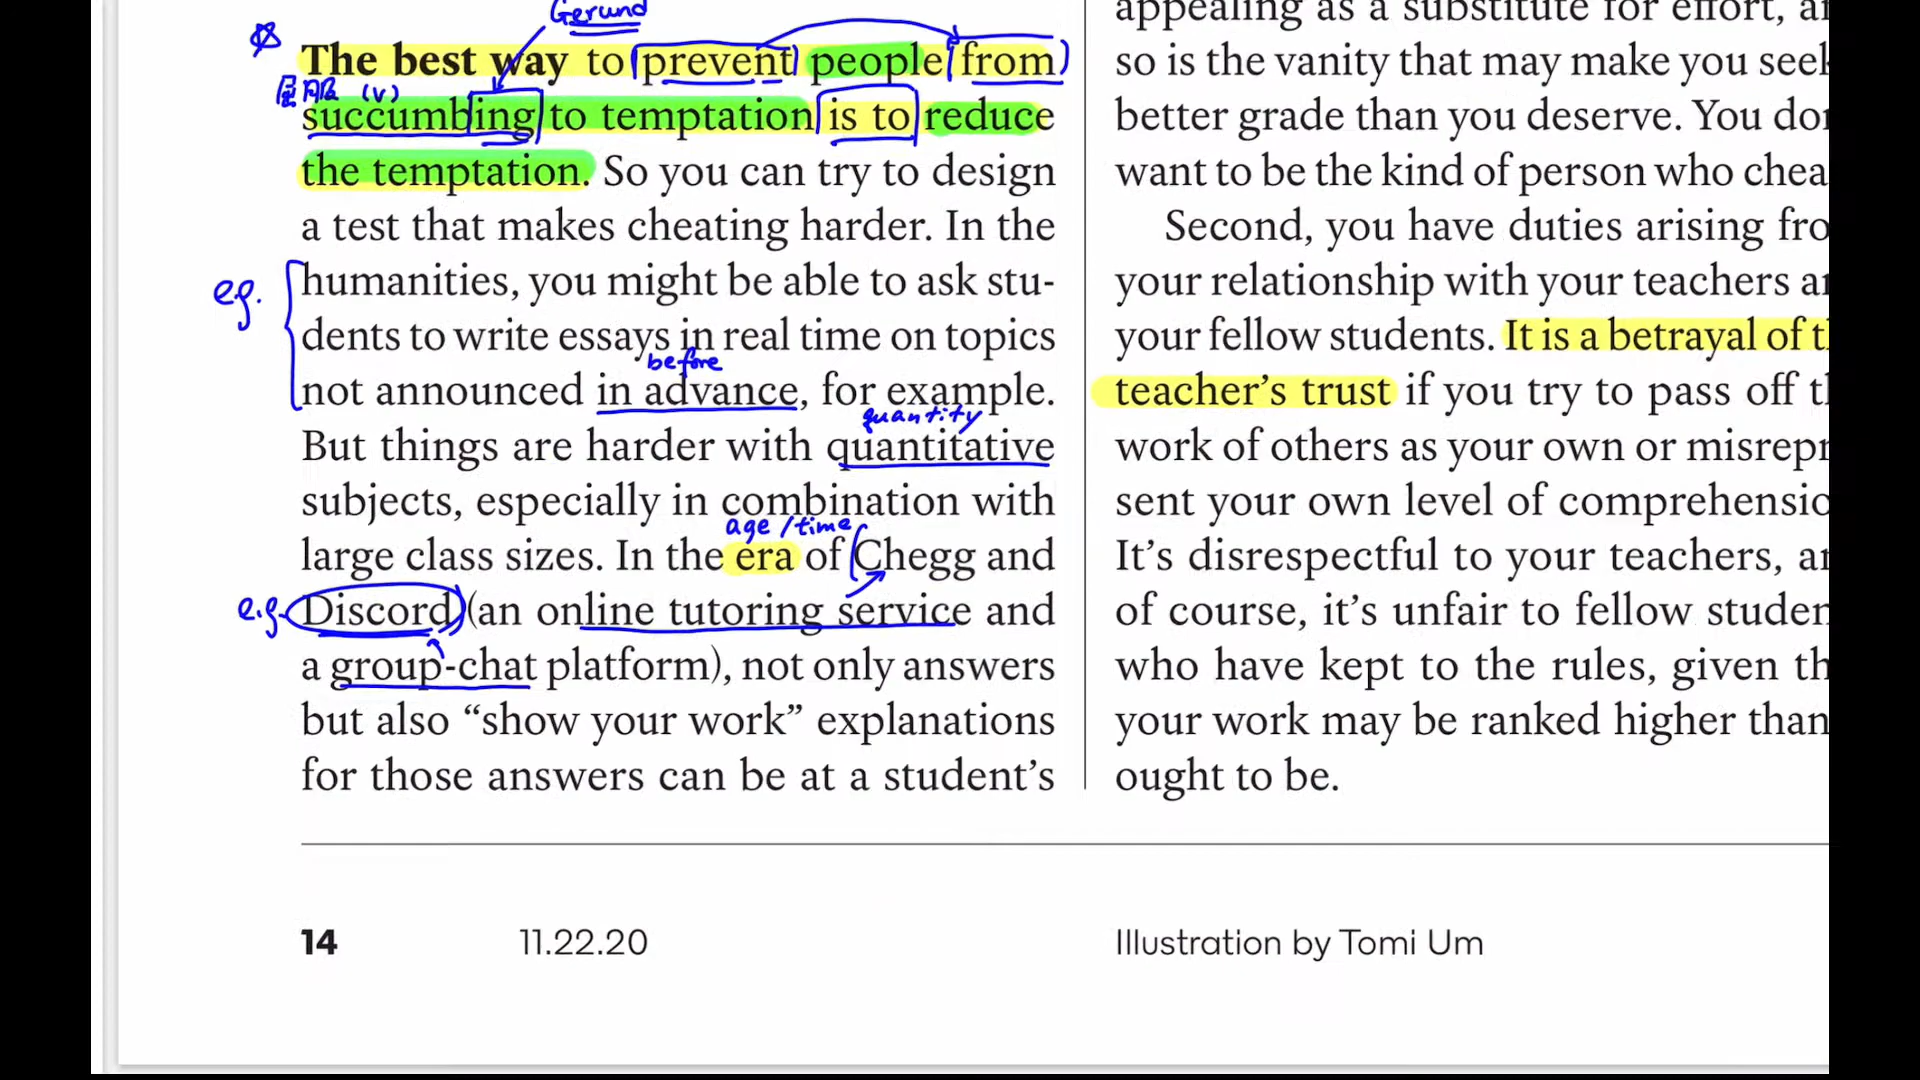 Gerund
The best way to prevent people from
屈服 (v)
succumbing to temptation is to reduce
the temptation. So you can try to design
a test that makes cheating harder. In the
e.g.
humanities, you might be able to ask stu-
dents to write essays in real time on topics
before
not announced in advance, for example.
quantity
But things are harder with quantitative
subjects, especially in combination with
age/time
large class sizes. In the era of Chegg and
e.g.
Discord (an online tutoring service and
a group-chat platform), not only answers
but also “show your work” explanations
for those answers can be at a student’s
appealing as a substitute for effort,
so is the vanity that may make you seek
better grade than you deserve. You
want to be the kind of person who
Second, you have duties arising
your relationship with your teachers
your fellow students. It is a betrayal of
teacher’s trust if you try to pass off
work of others as your own or
sent your own level of
It’s disrespectful to your teachers,
of course, it’s unfair to fellow
who have kept to the rules, given
your work may be ranked higher than
ought to be.
14 11.22.20 Illustration by Tomi Um